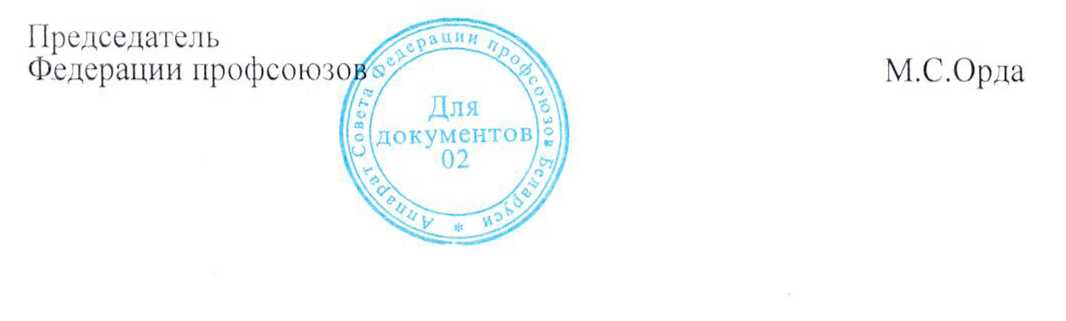 Председатель
Федерации профсоюзов
М.С.Орда
Аппарат Совета Федерации профсоюзов Беларуси *
Для
документов
02